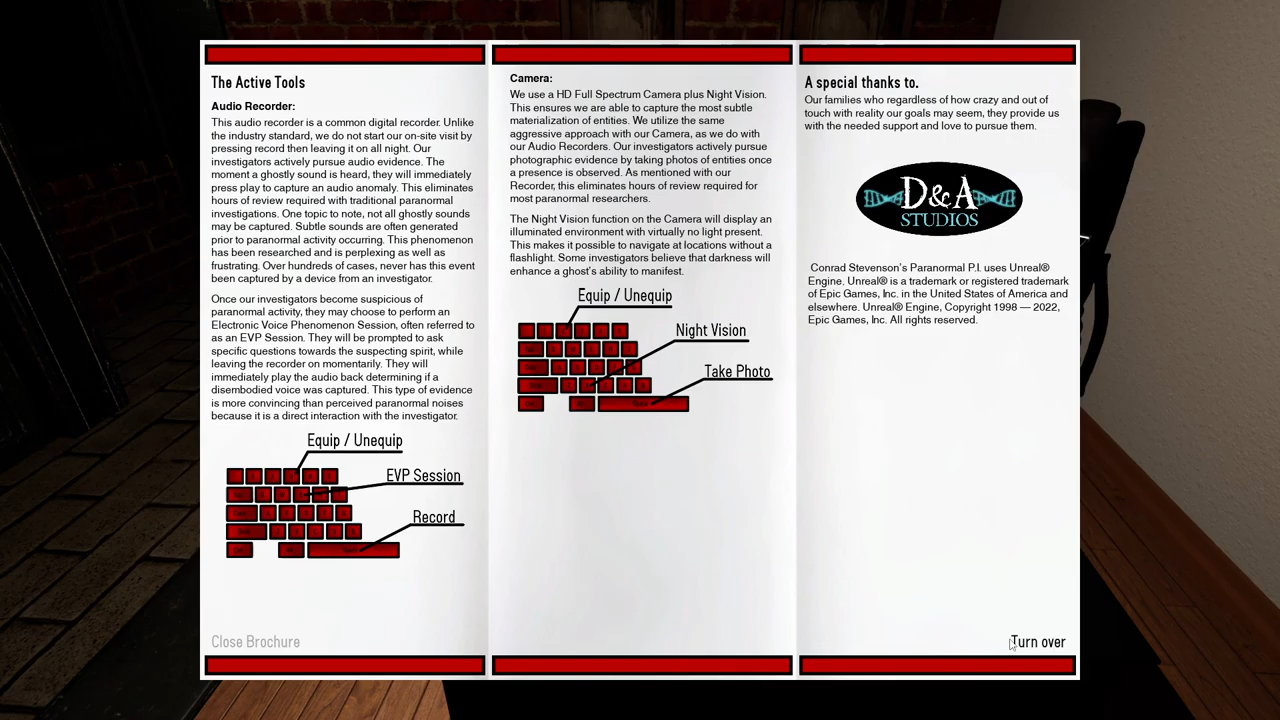 The Active Tools
Audio Recorder:
This audio recorder is a common digital recorder. Unlike
the industry standard, we do not start our on-site visit by
pressing record then leaving it on all night. Our
investigators actively pursue audio evidence. The
moment a ghostly sound is heard, they will immediately
press play to capture an audio anomaly. This eliminates
hours of review required with traditional paranormal
investigations. One topic to note, not all ghostly sounds
may be captured. Subtle sounds are often generated
prior to paranormal activity occurring. This phenomenon
has been researched and is perplexing as well as
frustrating. Over hundreds of cases, never has this event
been captured by a device from an investigator.
Once our investigators become suspicious of
paranormal activity, they may choose to perform an
Electronic Voice Phenomenon Session, often referred to
as an EVP Session. They will be prompted to ask
specific questions towards the suspecting spirit, while
leaving the recorder on momentarily. They will
immediately play the audio back determining if a
disembodied voice was captured. This type of evidence
is more convincing than perceived paranormal noises
because it is a direct interaction with the investigator.
Equip / Unequip
EVP Session
Record
Close Brochure
Camera:
We use a HD Full Spectrum Camera plus Night Vision.
This ensures we are able to capture the most subtle
materialization of entities. We utilize the same
aggressive approach with our Camera, as we do with
our Audio Recorders. Our investigators actively pursue
photographic evidence by taking photos of entities once
a presence is observed. As mentioned with our
Recorder, this eliminates hours of review required for
most paranormal researchers.
The Night Vision function on the Camera will display an
illuminated environment with virtually no light present.
This makes it possible to navigate at locations without a
flashlight. Some investigators believe that darkness will
enhance a ghost's ability to manifest.
Equip / Unequip
Night Vision
Take Photo
A special thanks to.
Our families who regardless of how crazy and out of
touch with reality our goals may seem, they provide us
with the needed support and love to pursue them.
D&A
STUDIOS
Conrad Stevenson's Paranormal P.I. uses Unreal®
Engine. Unreal® is a trademark or registered trademark
of Epic Games, Inc. in the United States of America and
elsewhere. Unreal® Engine, Copyright 1998 — 2022,
Epic Games, Inc. All rights reserved.
Turn over